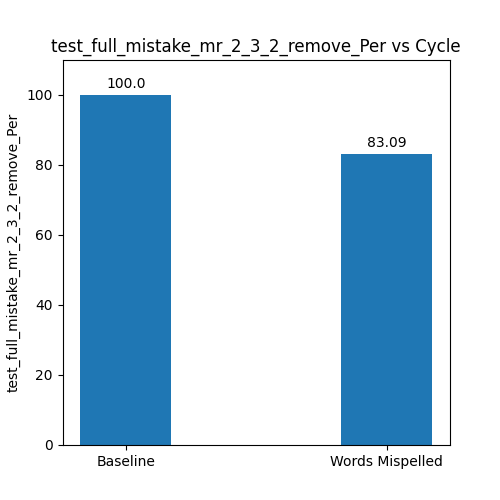 test_full_mistake_mr_2_3_2_remove_Per vs Cycle
test_full_mistake_mr_2_3_2_remove_Per
100
80
60
40
20
0
100.0
83.09
Baseline
Words Mispelled